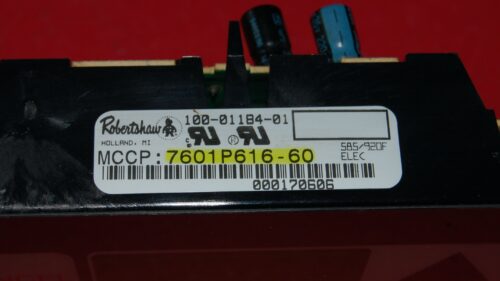 Robertshaw 100-01184-01
HOLLAND, MI
585/920F
MCCP: 7601P616-60 ELEC
000170606